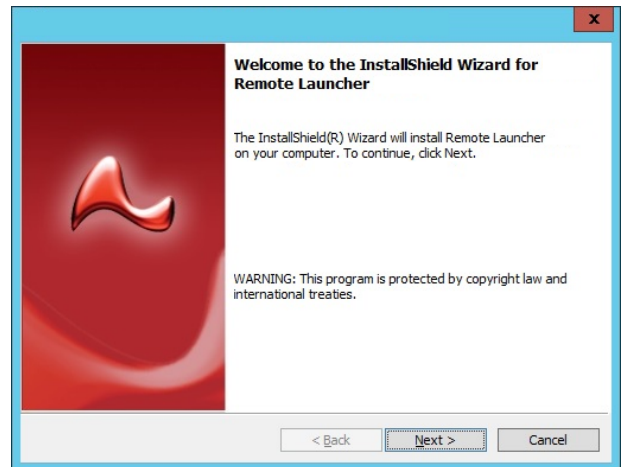 x
Welcome to the InstallShield Wizard for
Remote Launcher
The InstallShield(R) Wizard will install Remote Launcher
on your computer. To continue, click Next.
WARNING: This program is protected by copyright law and
international treaties.
< Back Next > Cancel